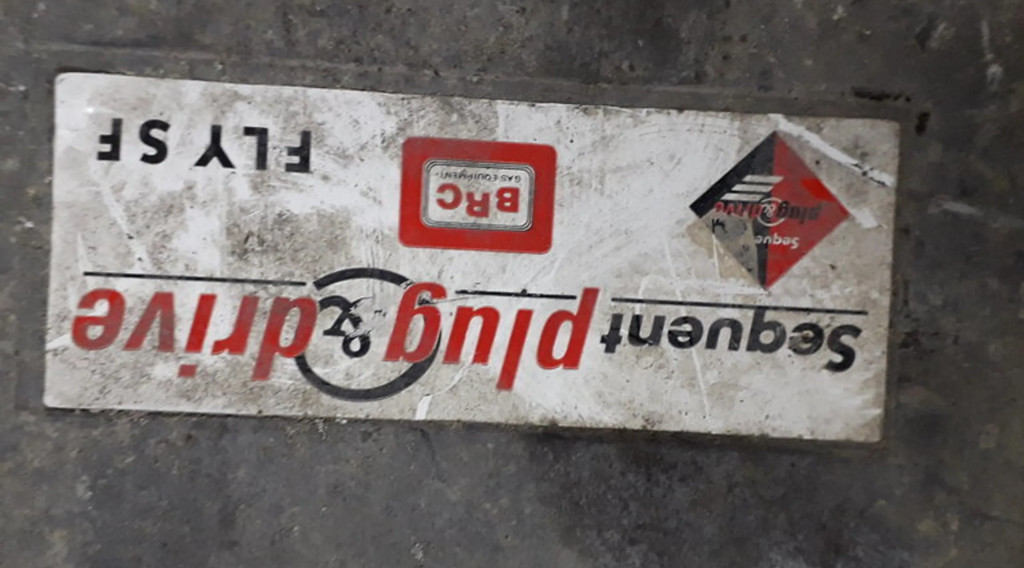 Sequent plug&drive
Sequent
plug&drive
BRC
GAS EQUIPMENT
FLY SF